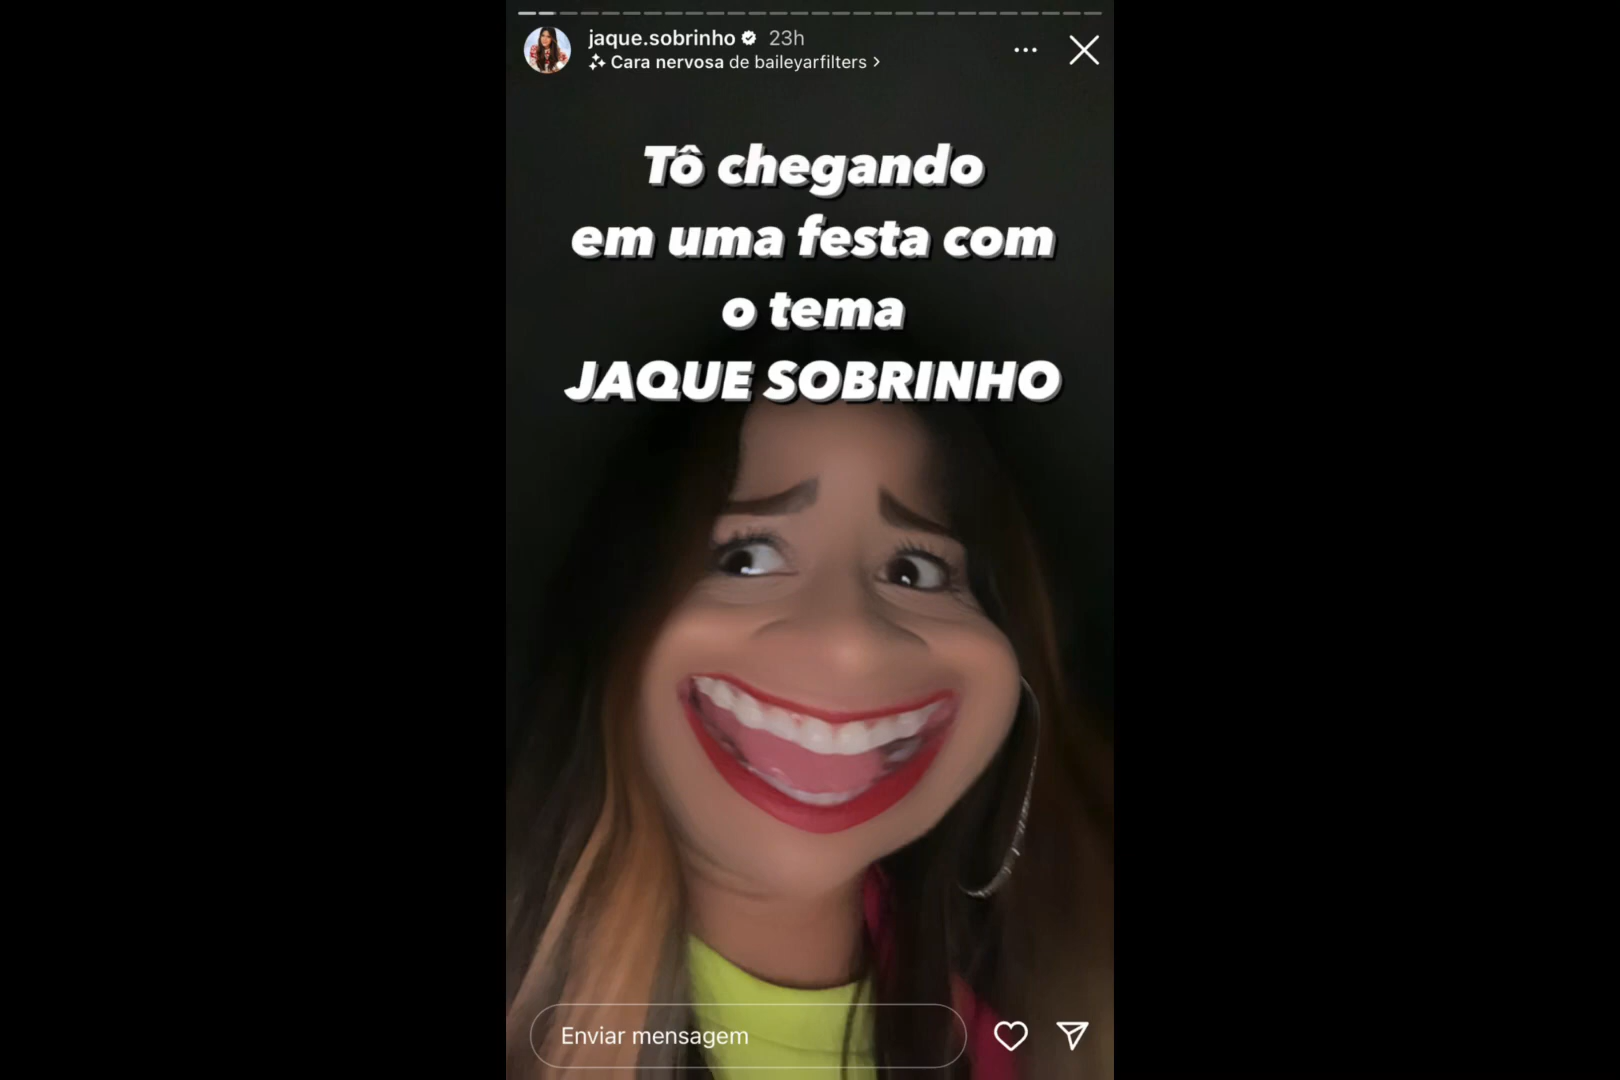 jaque.sobrinho 23h
Cara nervosa de baileyarfilters
Tô chegando
em uma festa com
o tema
JAQUE SOBRINHO
Enviar mensagem